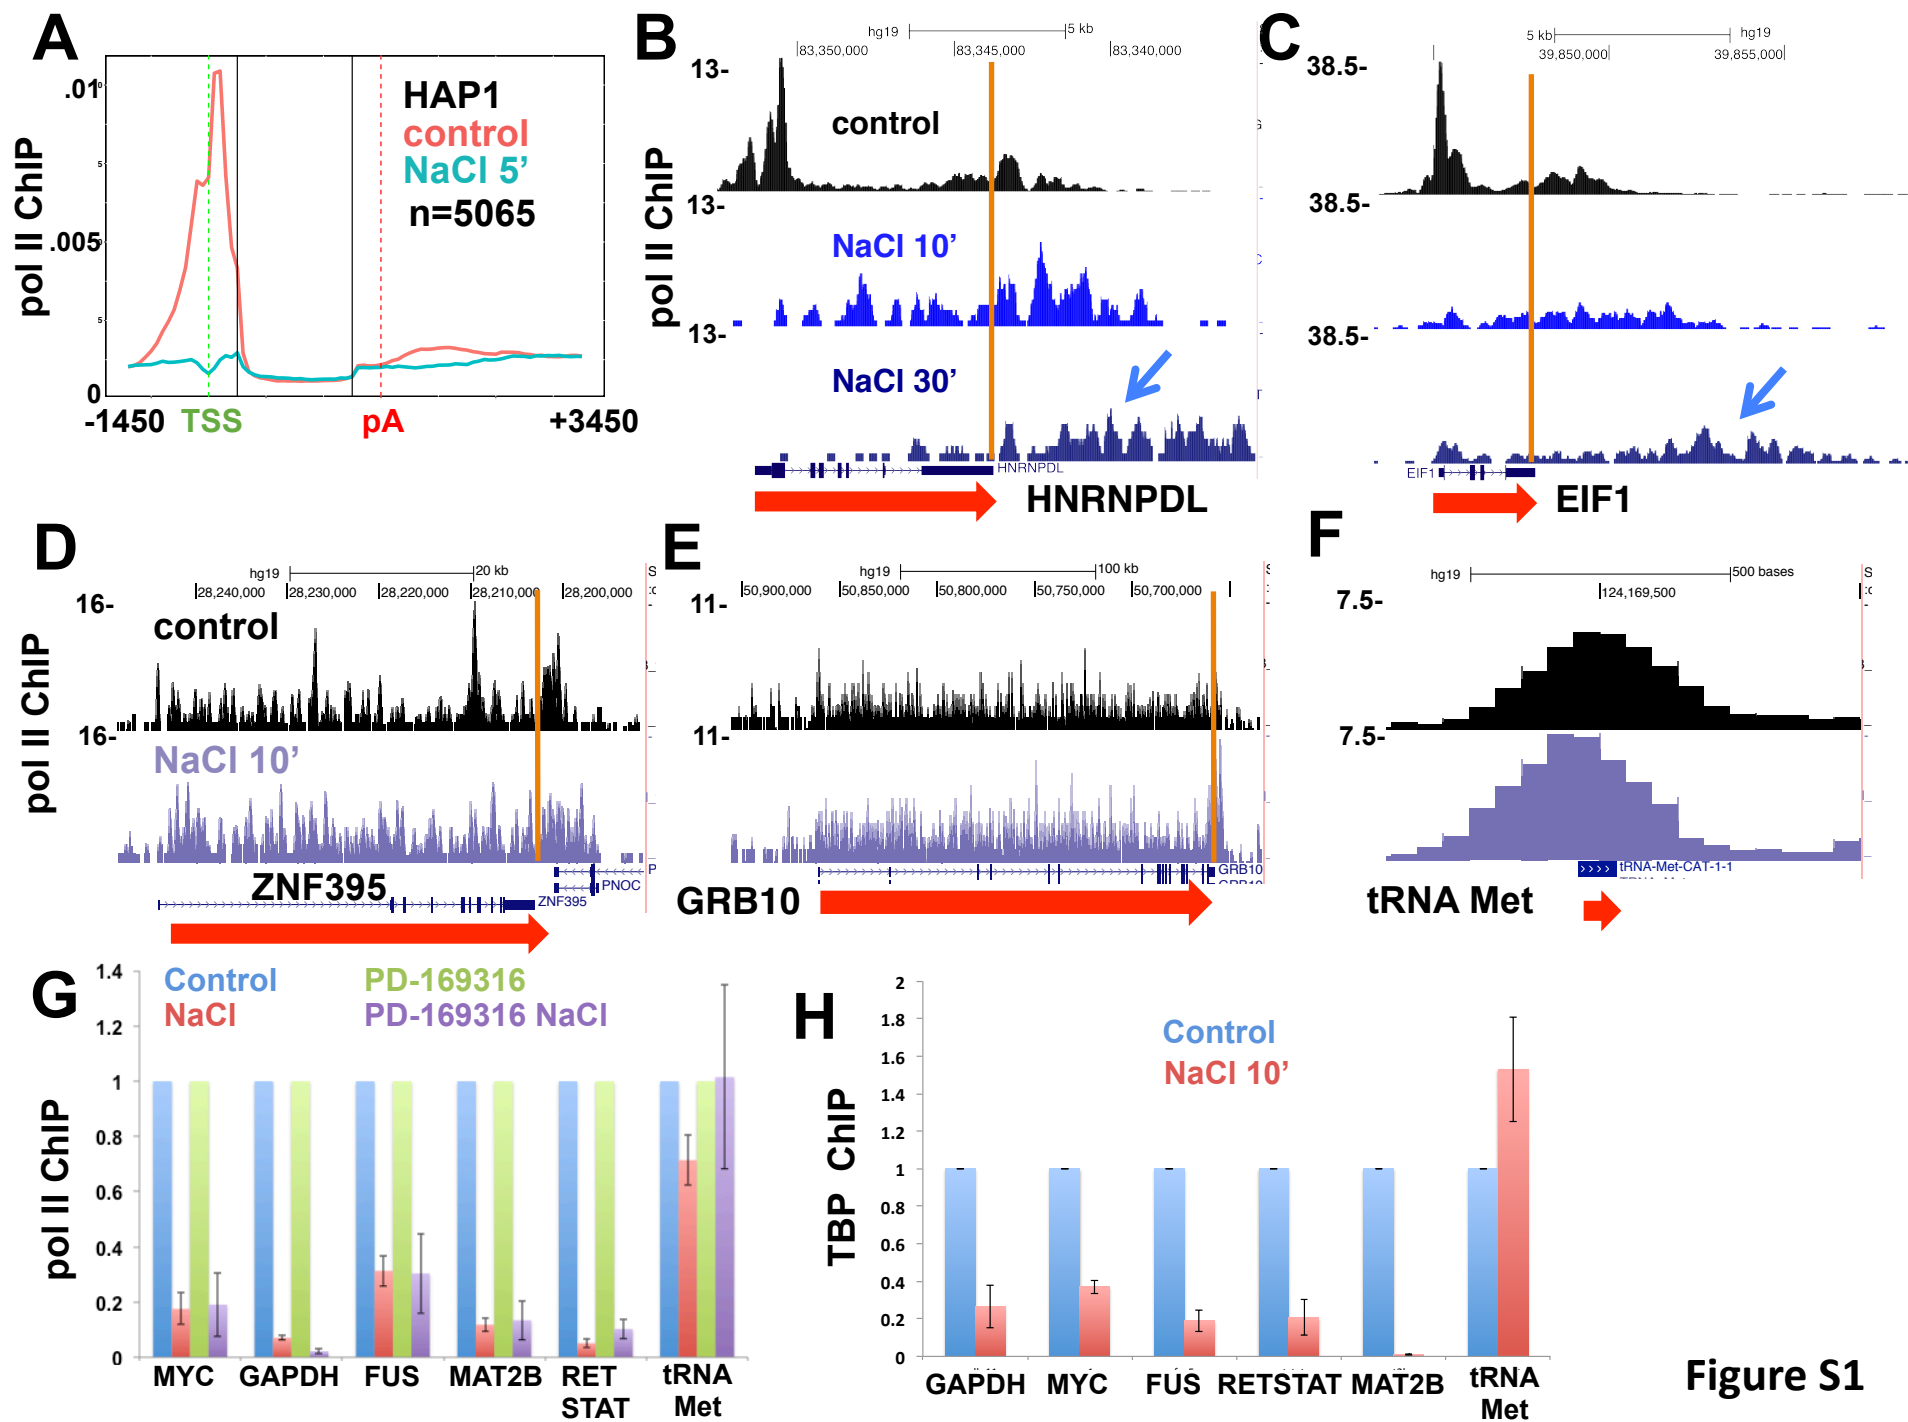 A
pol II ChIP
.01
.005
0
HAP1
control
NaCl 5’
n=5065
-1450 TSS pA +3450
B
pol II ChIP
hg19 5 kb
83,350,000 83,345,000 83,340,000
13-
control
13-
NaCl 10’
13-
NaCl 30’
HNRNPDL
HNRNPDL
C
5 kb hg19
39,850,000 39,855,000
38.5-
38.5-
38.5-
EIF1
EIF1
D
pol II ChIP
hg19 20 kb
28,240,000 28,230,000 28,220,000 28,210,000 28,200,000
16-
control
16-
NaCl 10’
PNOC
ZNF395
ZNF395
E
hg19 100 kb
50,900,000 50,850,000 50,800,000 50,750,000 50,700,000
11-
11-
GRB10
GRB10
F
hg19 500 bases
124,169,500
7.5-
7.5-
tRNA-Met-CAT-1-1
tRNA Met
G
pol II ChIP
Control PD-169316
NaCl PD-169316 NaCl
1.4
1.2
1
0.8
0.6
0.4
0.2
0
MYC GAPDH FUS MAT2B RET STAT tRNA Met
H
TBP ChIP
Control
NaCl 10’
2
1.8
1.6
1.4
1.2
1
0.8
0.6
0.4
0.2
0
GAPDH MYC FUS RETSTAT MAT2B tRNA Met
Figure S1